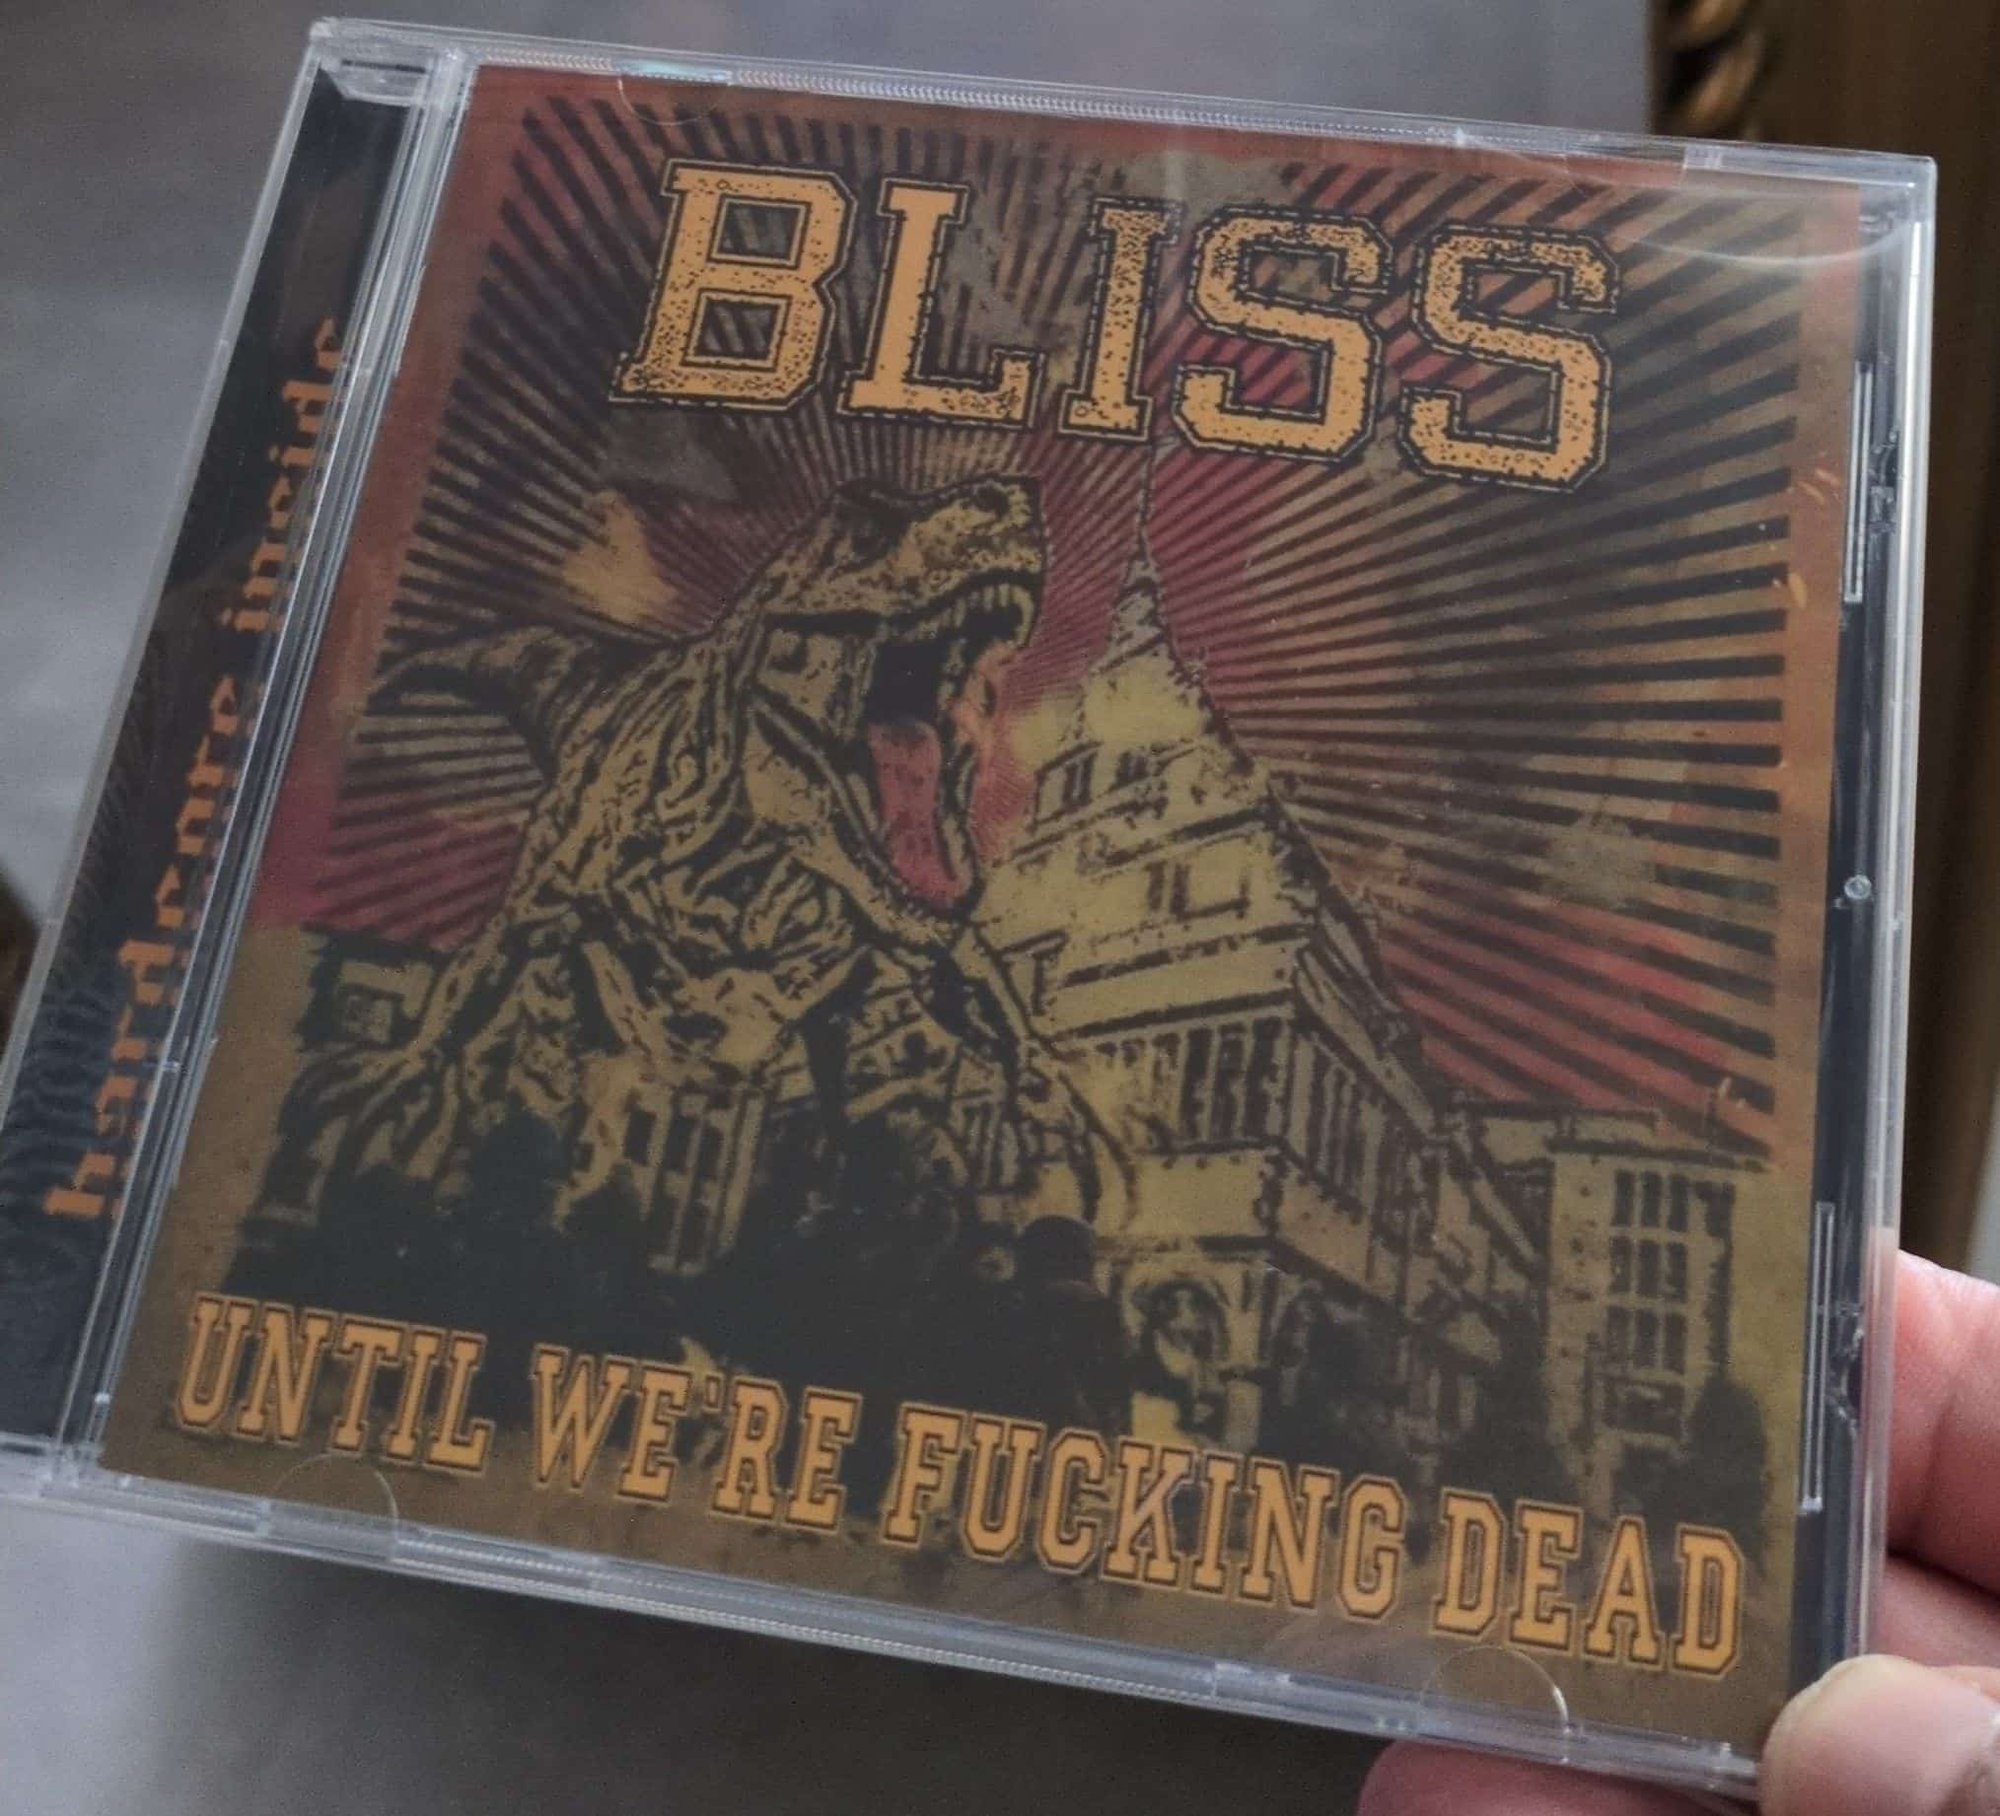 BLISS
hardcore inside
UNTIL WE'RE FUCKING DEAD